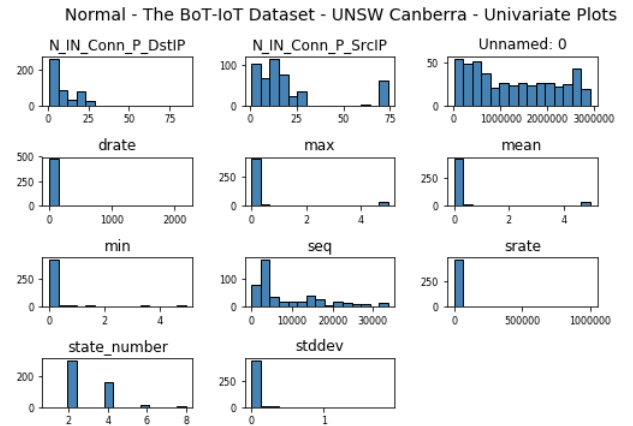 Normal - The BoT-IoT Dataset - UNSW Canberra - Univariate Plots
N_IN_Conn_P_DstIP N_IN_Conn_P_SrcIP Unnamed: 0
200 0 0 25 50 75
100 0 0 25 50 75
50 0 0 1000000 2000000 3000000
drate max mean
500 250 0 0 1000 2000
250 0 0 2 4
250 0 0 2 4
min seq srate
250 0 0 2 4
100 0 0 10000 20000 30000
250 0 0 500000 1000000
state_number stddev
200 0 2 4 6 8
250 0 0 1